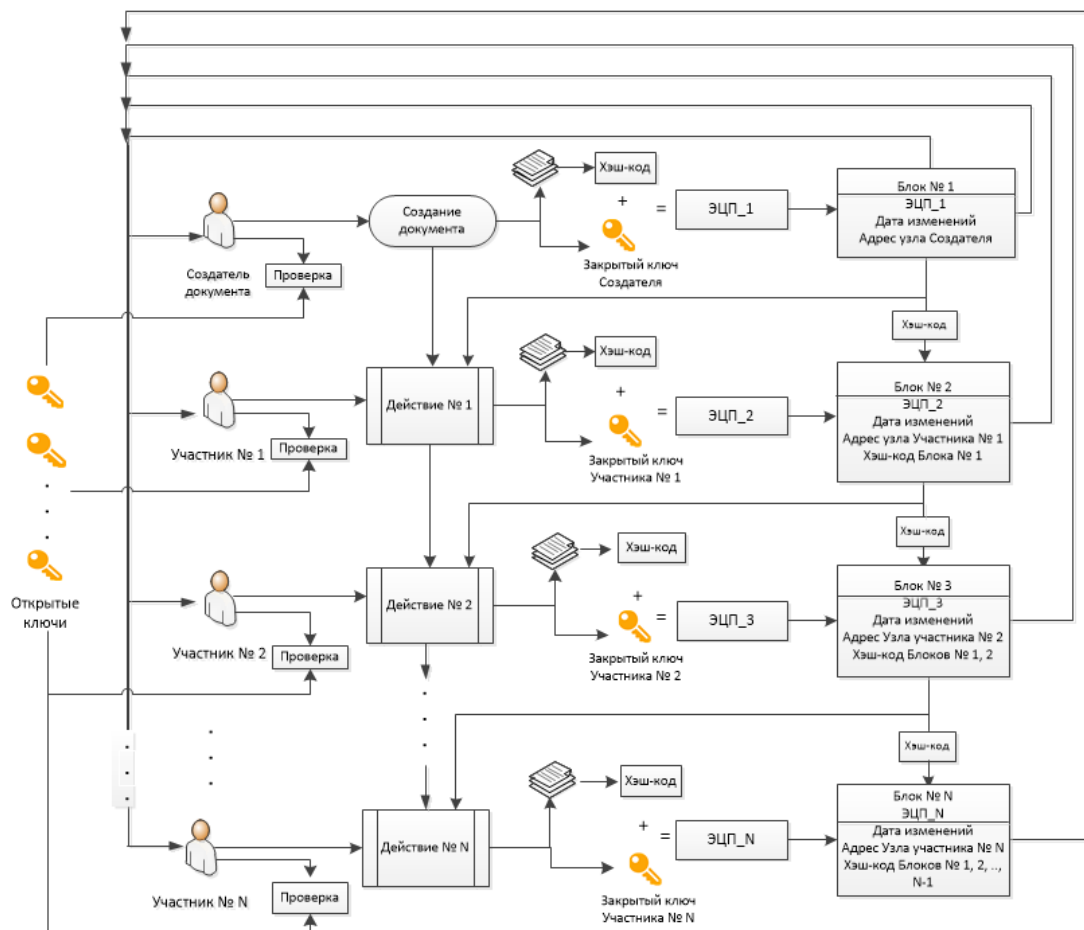 Хэш-код
Создание
документа
+
=
ЭЦП_1
Блок № 1
ЭЦП_1
Дата изменений
Адрес узла Создателя
Создатель
документа
Проверка
Закрытый ключ
Создателя
Хэш-код
Хэш-код
Действие № 1
+
=
ЭЦП_2
Блок № 2
ЭЦП_2
Дата изменений
Адрес узла Участника № 1
Хэш-код Блока № 1
Участник № 1
Проверка
Закрытый ключ
Участника № 1
Хэш-код
Хэш-код
Открытые
ключи
Действие № 2
+
=
ЭЦП_3
Блок № 3
ЭЦП_3
Дата изменений
Адрес Узла участника № 2
Хэш-код Блоков № 1, 2
Участник № 2
Проверка
Закрытый ключ
Участника № 2
Хэш-код
Хэш-код
Действие № N
+
=
ЭЦП_N
Блок № N
ЭЦП_N
Дата изменений
Адрес Узла участника № N
Хэш-код Блоков № 1, 2, ..,
N-1
Участник № N
Проверка
Закрытый ключ
Участника № N